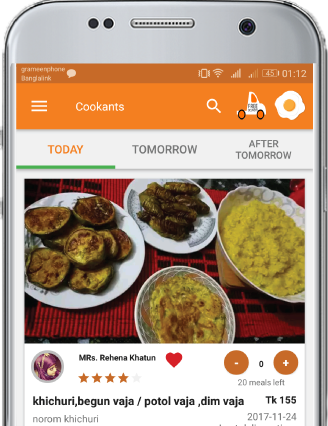 grameenphone
Banglalink
45
01:12
Cookants
FREE
TODAY
TOMORROW
AFTER
TOMORROW
MRs. Rehena Khatun
-
0
+
20 meals left
khichuri,begun vaja / potol vaja ,dim vaja
Tk 155
norom khichuri
2017-11-24